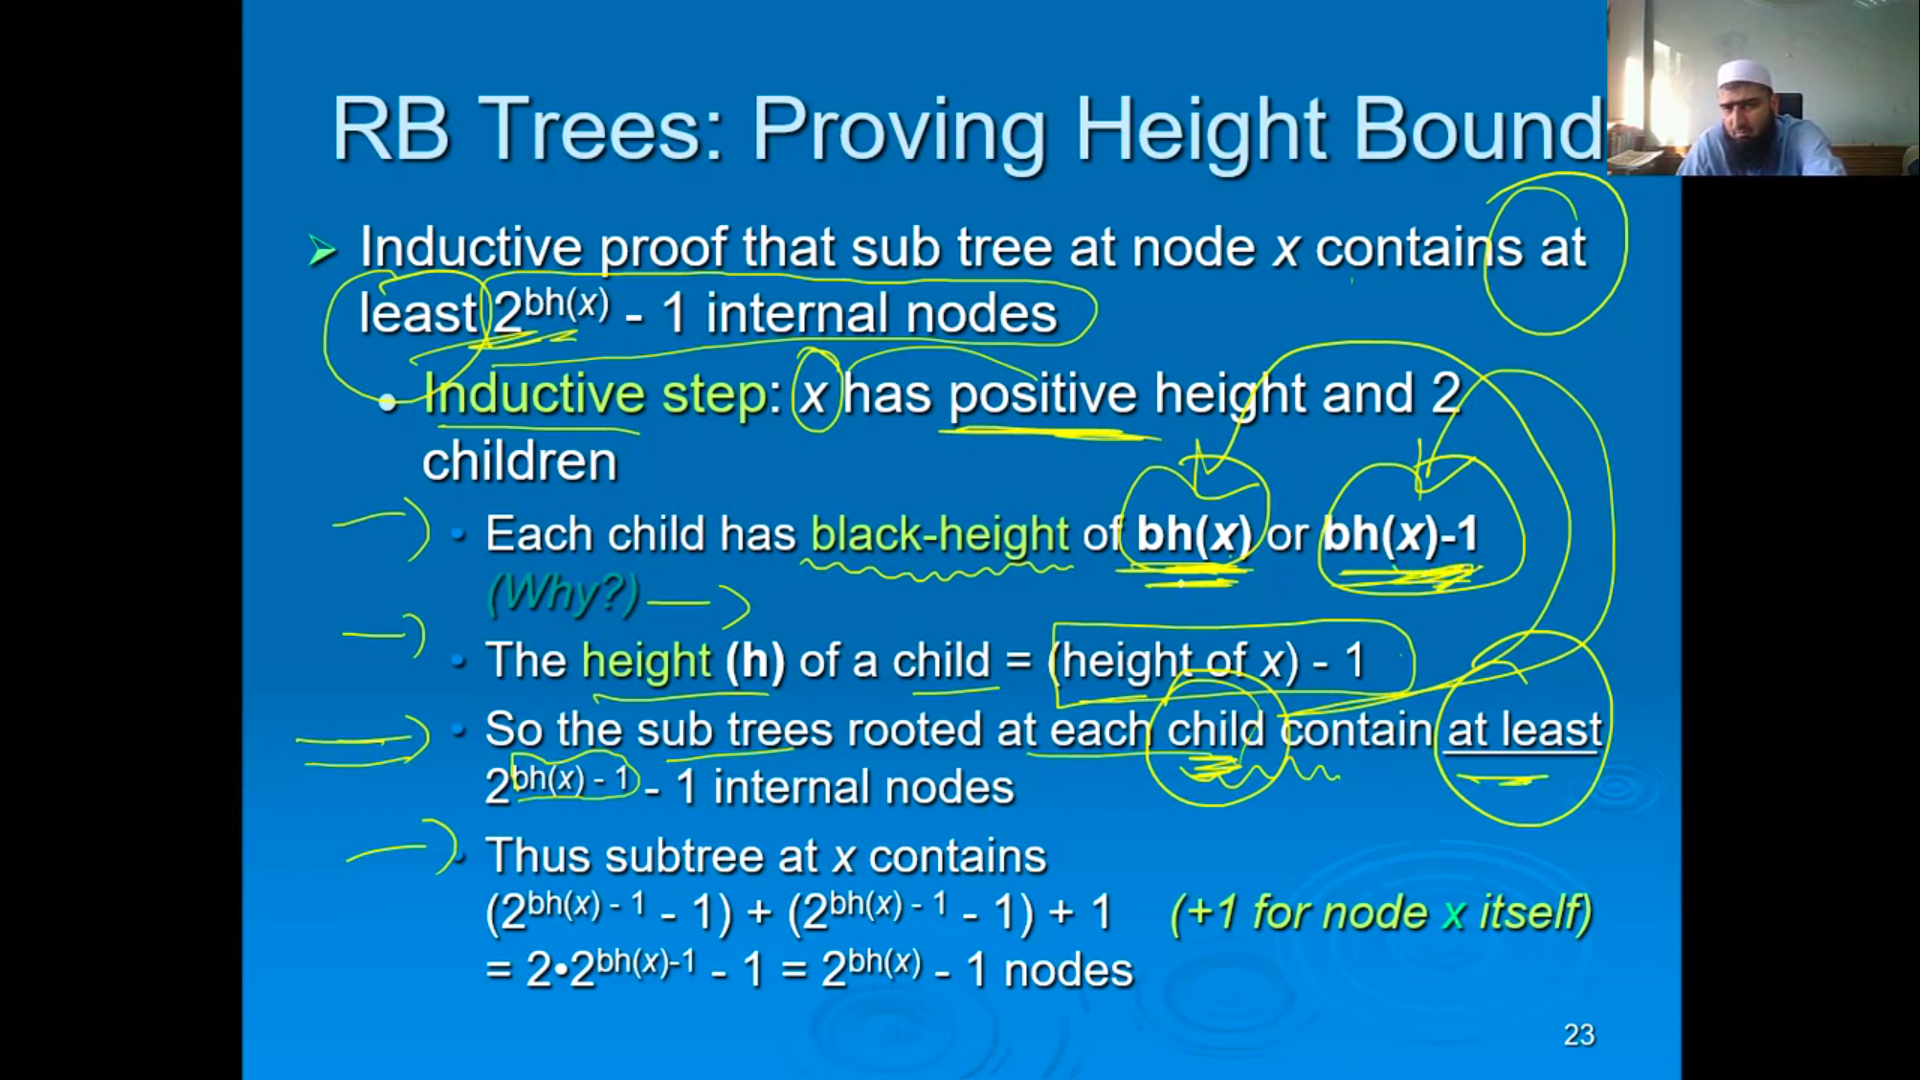 RB Trees: Proving Height Bound
Inductive proof that sub tree at node x contains at
least 2^bh(x) - 1 internal nodes
• Inductive step: x has positive height and 2
children
• Each child has black-height of bh(x) or bh(x)-1
(Why?)
• The height (h) of a child = (height of x) - 1
• So the sub trees rooted at each child contain at least
2^bh(x) - 1 - 1 internal nodes
• Thus subtree at x contains
(2^bh(x) - 1 - 1) + (2^bh(x) - 1 - 1) + 1 (+1 for node x itself)
= 2•2^bh(x)-1 - 1 = 2^bh(x) - 1 nodes
23